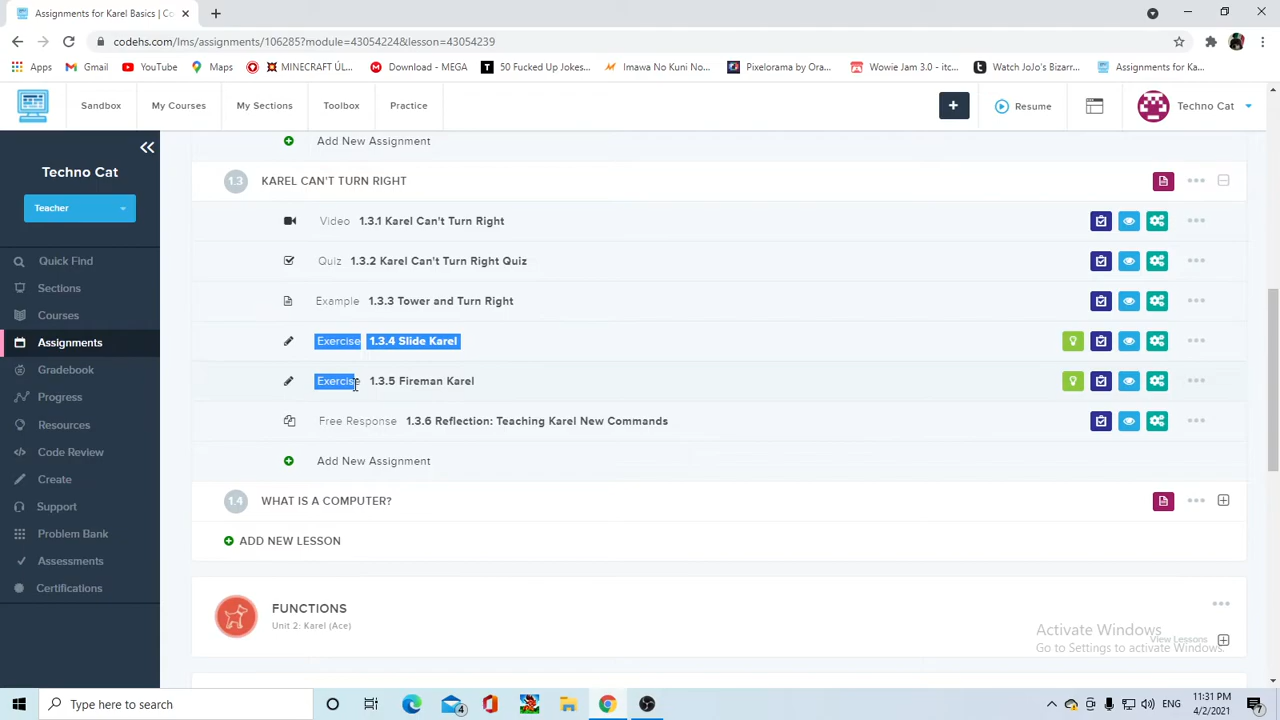 Assignments for Karel Basics | Co
codehs.com/lms/assignments/106285?module=43054224&lesson=43054239
Apps Gmail YouTube Maps MINECRAFT ÚL... Download - MEGA 50 Fucked Up Jokes... Imawa No Kuni No... Pixelorama by Ora... Wowie Jam 3.0 - itc... Watch JoJo's Bizarr... Assignments for Ka...
Sandbox My Courses My Sections Toolbox Practice + Resume Techno Cat
Techno Cat
Teacher
Quick Find
Sections
Courses
Assignments
Gradebook
Progress
Resources
Code Review
Create
Support
Problem Bank
Assessments
Certifications
Add New Assignment
1.3 KAREL CAN'T TURN RIGHT
Video 1.3.1 Karel Can't Turn Right
Quiz 1.3.2 Karel Can't Turn Right Quiz
Example 1.3.3 Tower and Turn Right
Exercise 1.3.4 Slide Karel
Exercise 1.3.5 Fireman Karel
Free Response 1.3.6 Reflection: Teaching Karel New Commands
Add New Assignment
1.4 WHAT IS A COMPUTER?
ADD NEW LESSON
FUNCTIONS
Unit 2: Karel (Ace)
View Lessons
Activate Windows
Go to Settings to activate Windows.
Type here to search
4
11:31 PM
4/2/2021
7